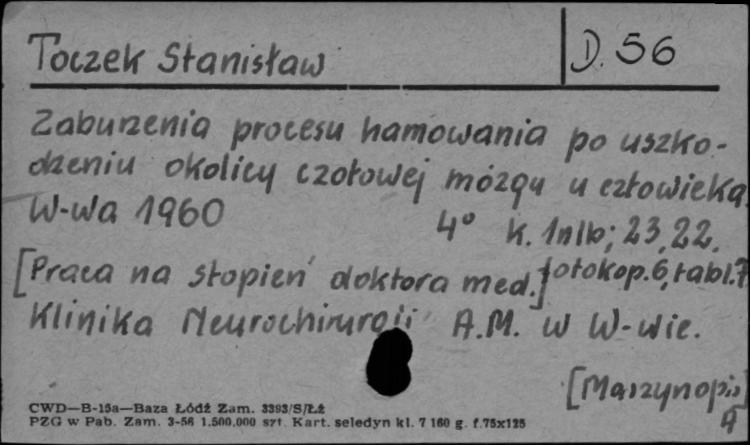 Toczek Stanisław D. 56
Zaburzenia procesu hamowania po uszko-
dzeniu okolicy czołowej mózgu u człowieka.
W-wa 1960 4° k. 1nlb; 23, 22.
[Praca na stopień doktora med.] fotokop. 6, tabl. 7
Klinika Neurochirurgii A.M. w W-wie.
[Maszynopis]
CWD—B-15a—Baza Łódź Zam. 3393/S/Łź
PZG w Pab. Zam. 3-56 1.500.000 szt. Kart. seledyn kl. 7 160 g. f.75x125